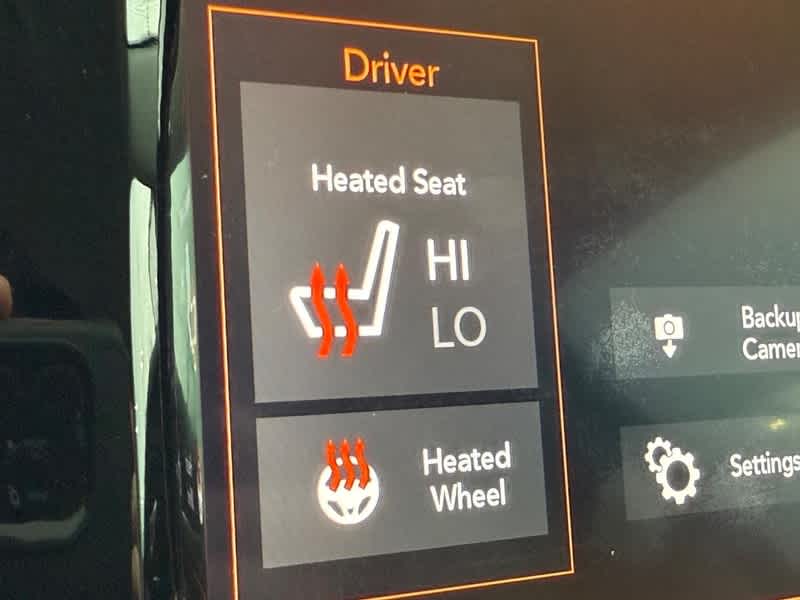 Driver
Heated Seat
HI
LO
Heated
Wheel
Backup
Camer
Settings